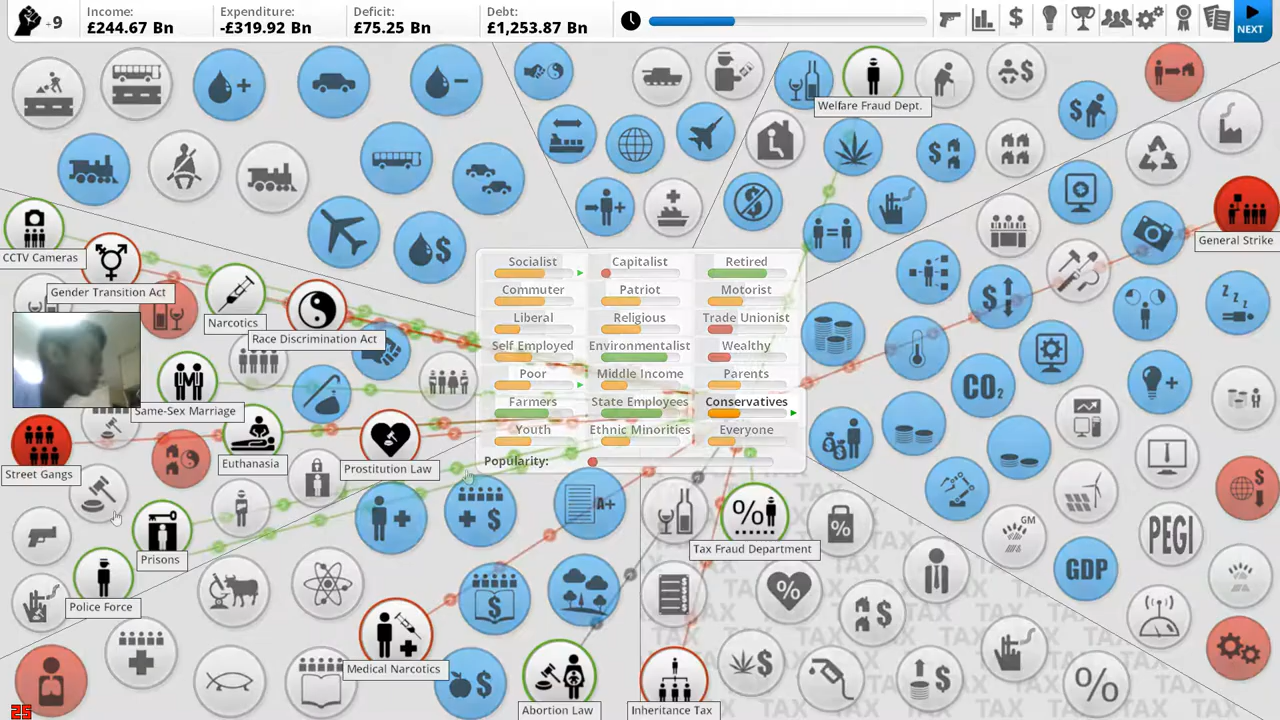 +9
Income:
£244.67 Bn
Expenditure:
-£319.92 Bn
Deficit:
£75.25 Bn
Debt:
£1,253.87 Bn
NEXT
Welfare Fraud Dept.
General Strike
CCTV Cameras
Gender Transition Act
Narcotics
Race Discrimination Act
Same-Sex Marriage
Street Gangs
Euthanasia
Prostitution Law
Prisons
Police Force
Medical Narcotics
Abortion Law
Inheritance Tax
Tax Fraud Department
Socialist Capitalist Retired
Commuter Patriot Motorist
Liberal Religious Trade Unionist
Self Employed Environmentalist Wealthy
Poor Middle Income Parents
Farmers State Employees Conservatives
Youth Ethnic Minorities Everyone
Popularity:
A+
CO2
GDP
PEGI
GM
Z Z Z
TAX TAX TAX
25